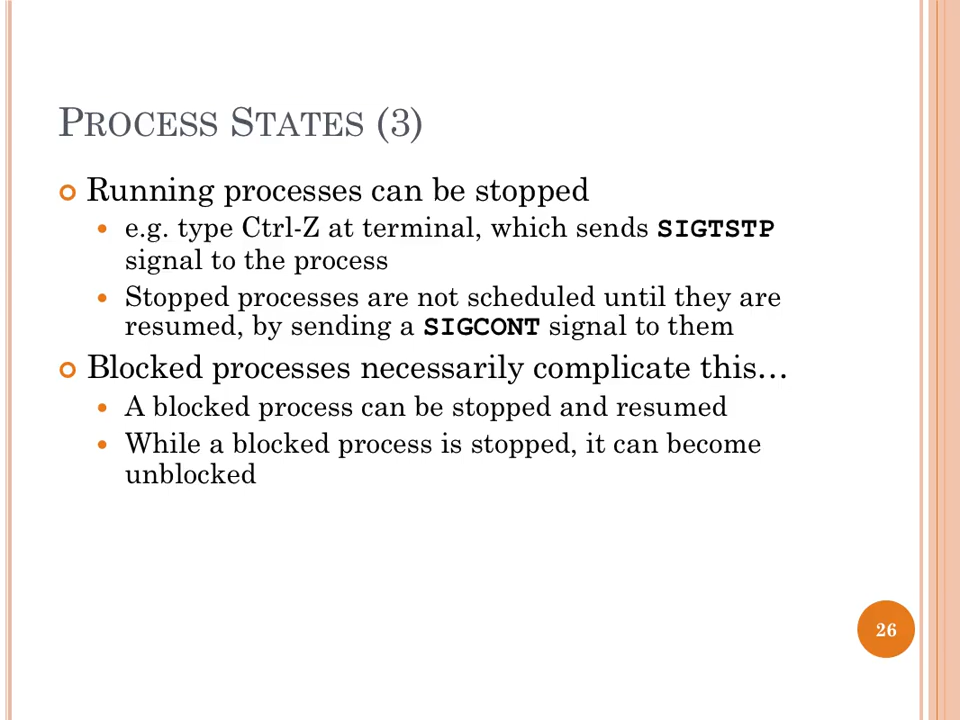 PROCESS STATES (3)
Running processes can be stopped
e.g. type Ctrl-Z at terminal, which sends SIGTSTP
signal to the process
Stopped processes are not scheduled until they are
resumed, by sending a SIGCONT signal to them
Blocked processes necessarily complicate this…
A blocked process can be stopped and resumed
While a blocked process is stopped, it can become
unblocked
26